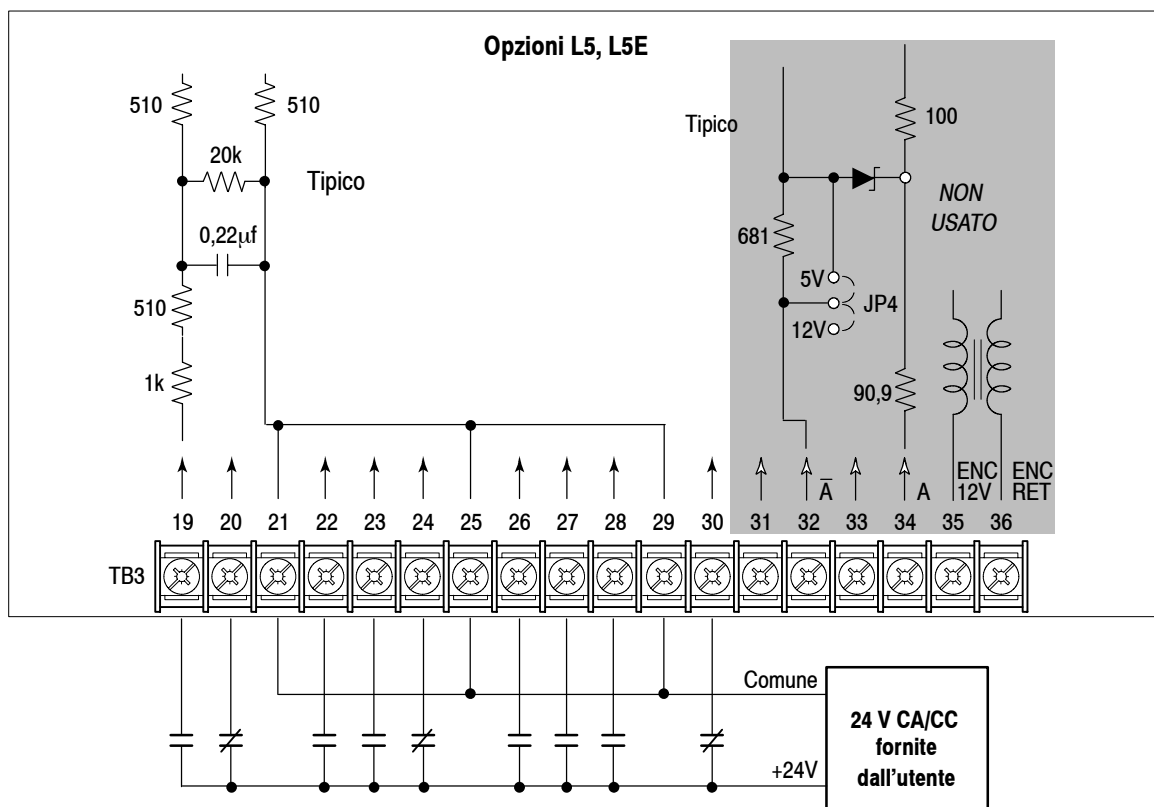 Opzioni L5, L5E
510
510
20k
Tipico
0,22µf
510
1k
Tipico
100
NON
USATO
681
5V
JP4
12V
90,9
A̅
A
ENC
12V
ENC
RET
19 20 21 22 23 24 25 26 27 28 29 30 31 32 33 34 35 36
TB3
Comune
+24V
24 V CA/CC
fornite
dall'utente